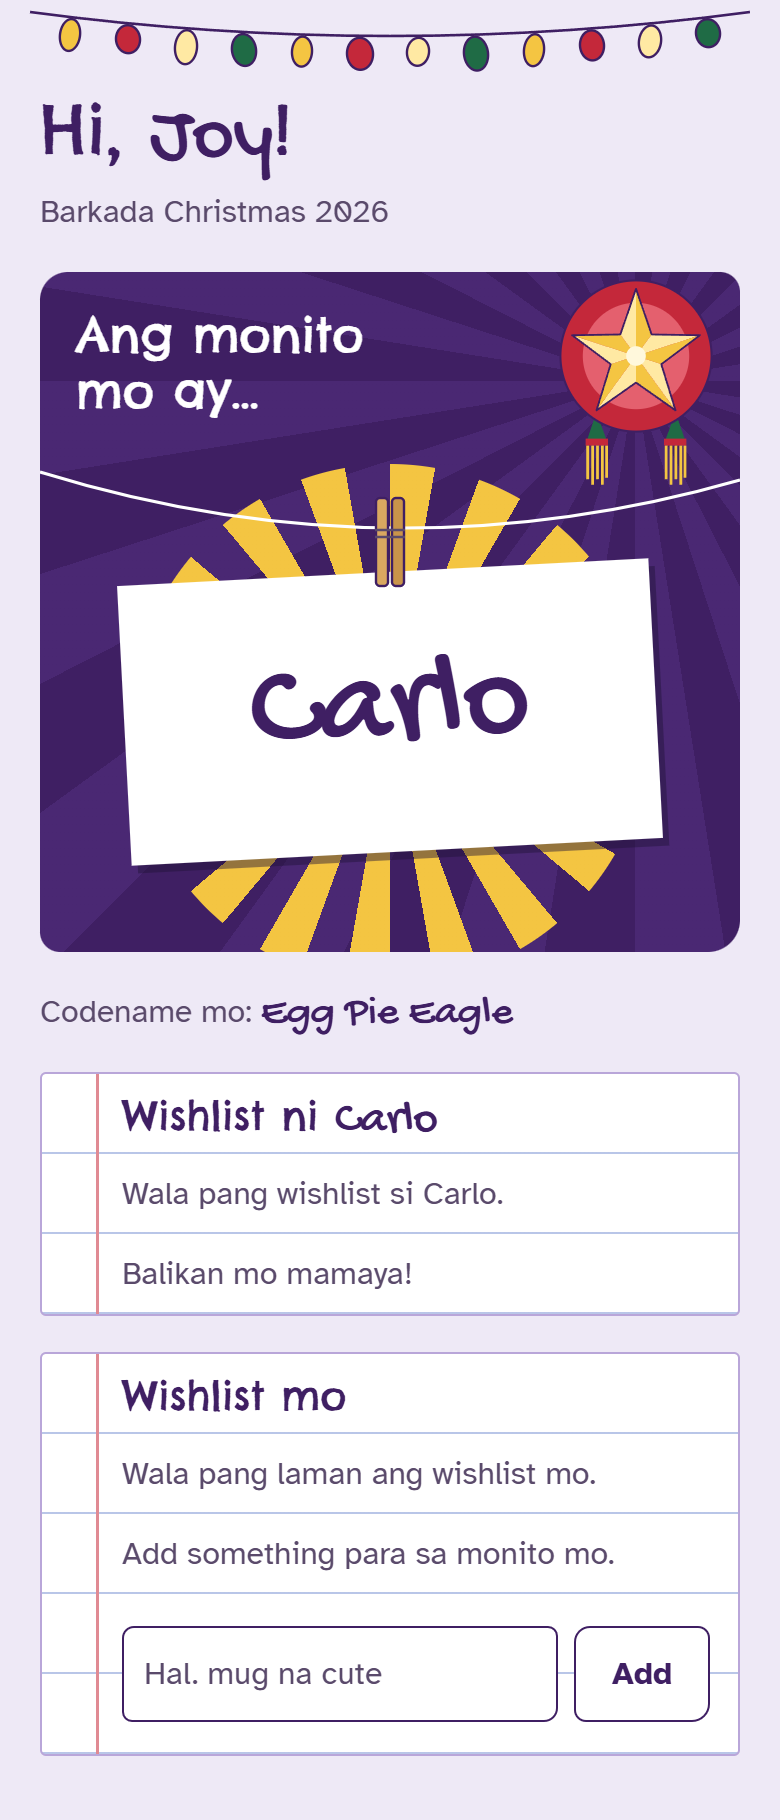 Hi, Joy!
Barkada Christmas 2026
Ang monito
mo ay...
Carlo
Codename mo: Egg Pie Eagle
Wishlist ni Carlo
Wala pang wishlist si Carlo.
Balikan mo mamaya!
Wishlist mo
Wala pang laman ang wishlist mo.
Add something para sa monito mo.
Hal. mug na cute
Add